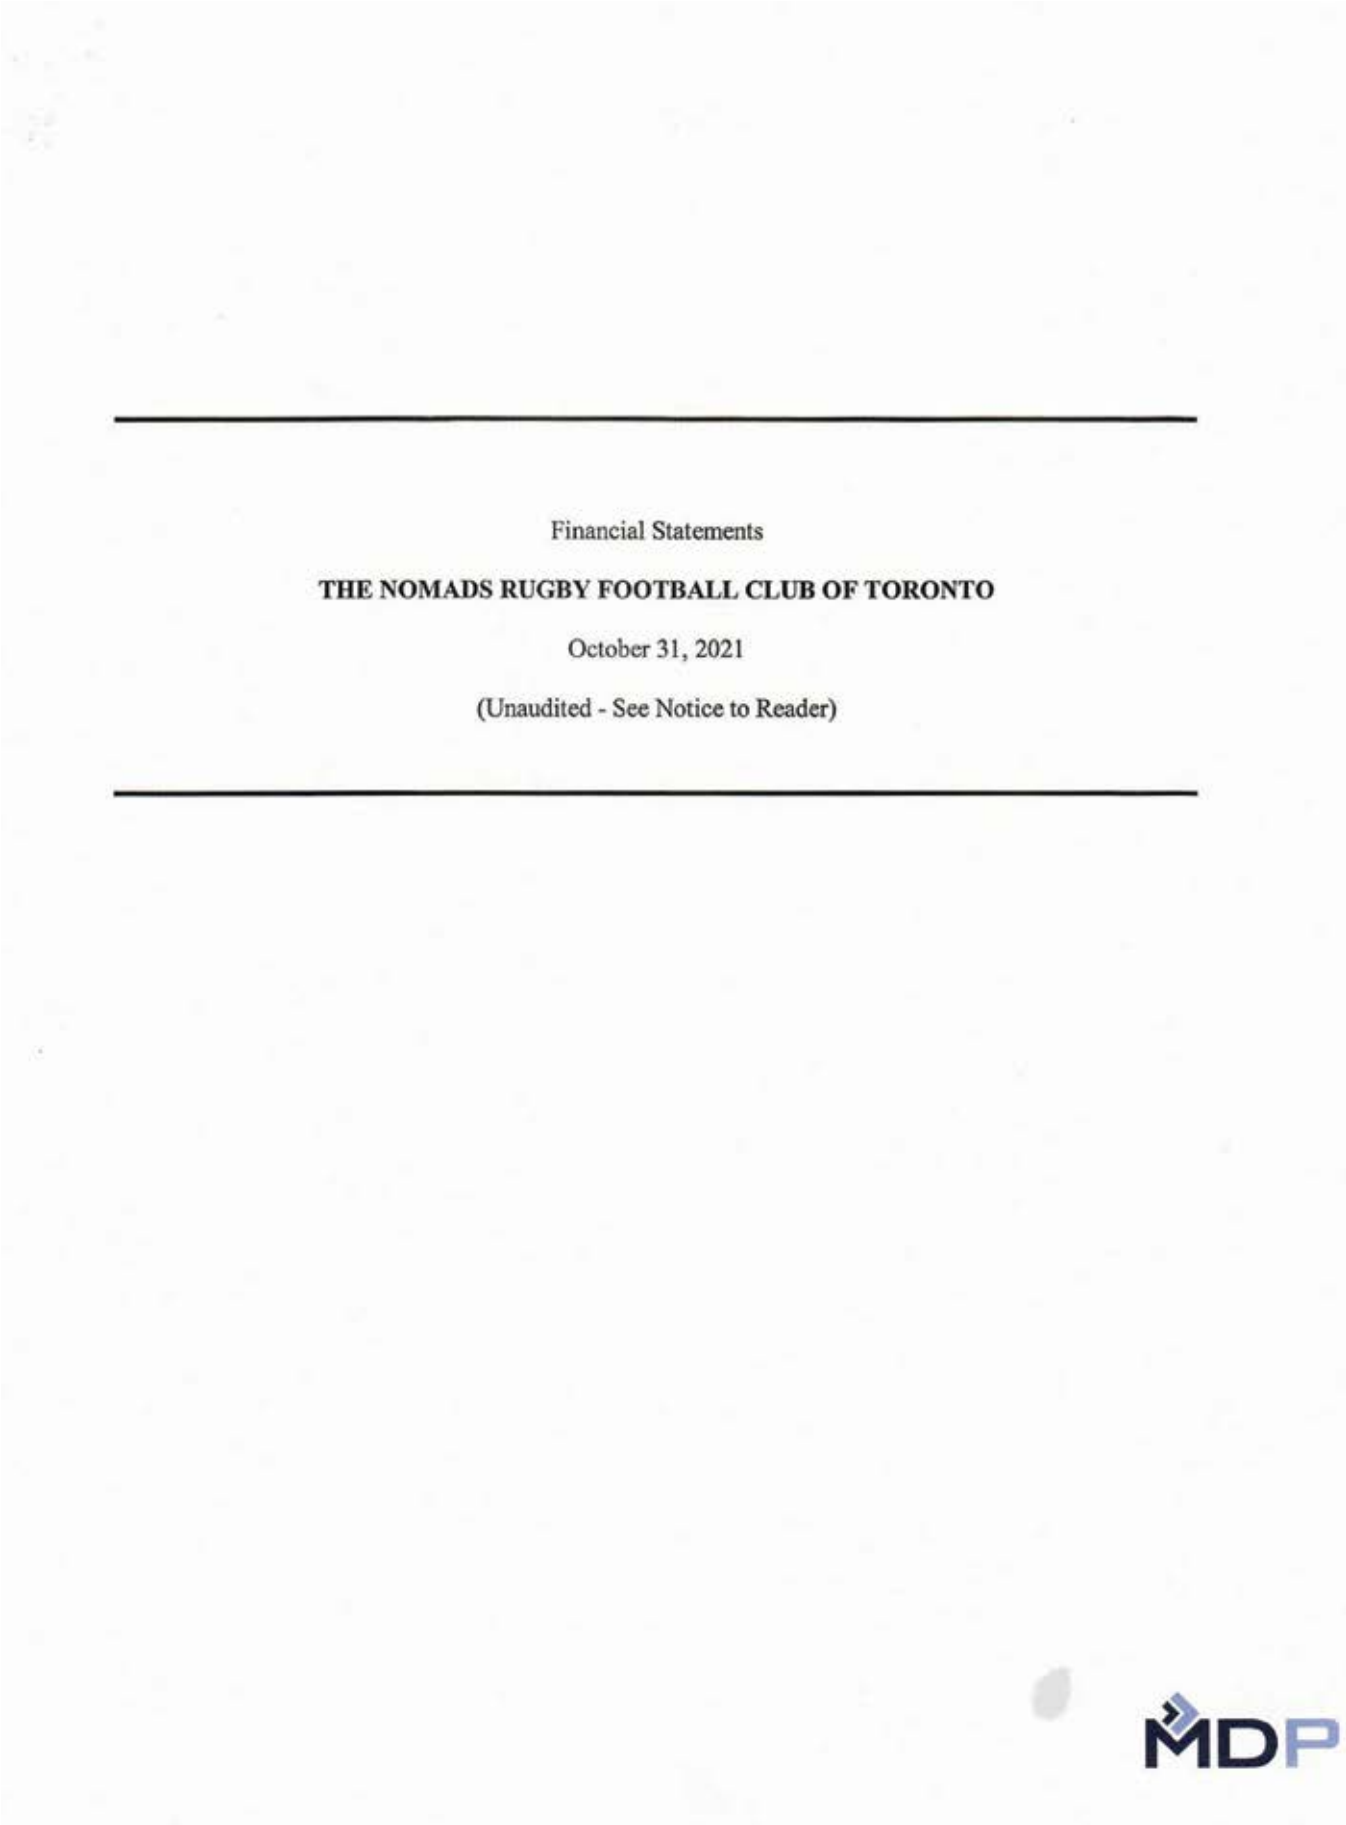 Financial Statements
THE NOMADS RUGBY FOOTBALL CLUB OF TORONTO
October 31, 2021
(Unaudited - See Notice to Reader)
MDP